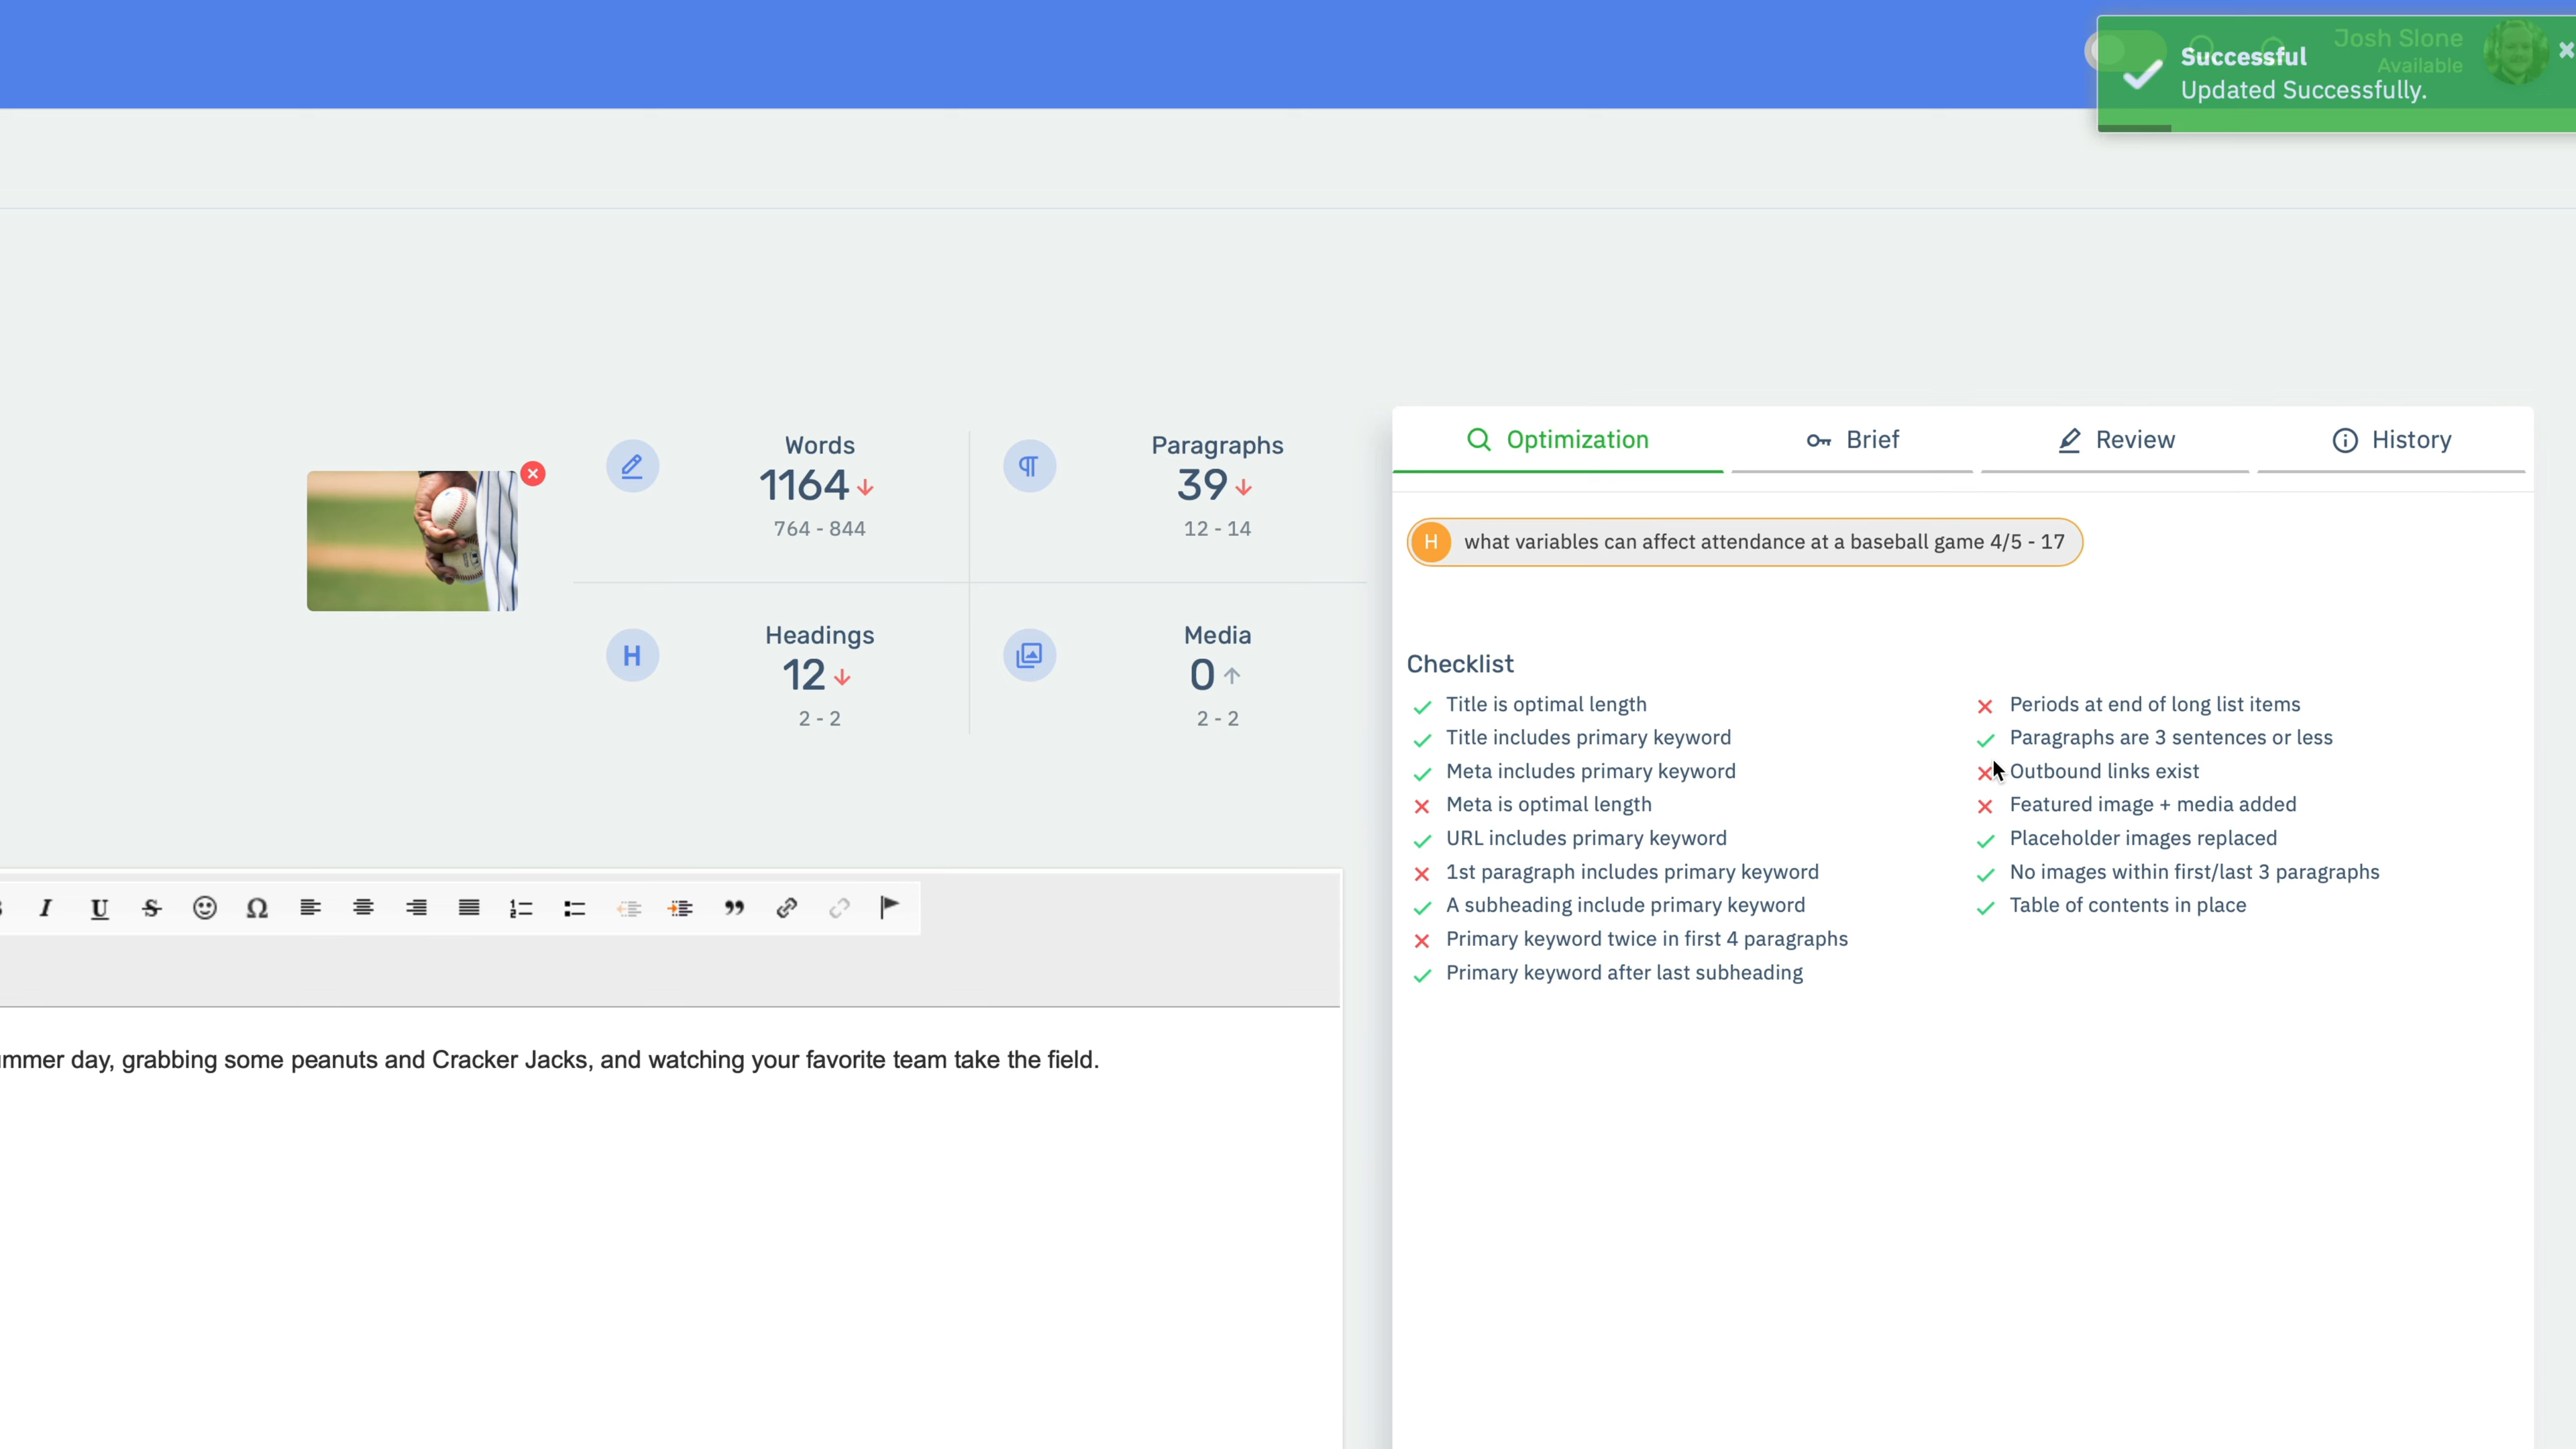 Josh Slone
Available
Successful
Updated Successfully.
Words
1164
764 - 844
Paragraphs
39
12 - 14
H
Headings
12
2 - 2
Media
0
2 - 2
Optimization
Brief
Review
History
H what variables can affect attendance at a baseball game 4/5 - 17
Checklist
Title is optimal length
Title includes primary keyword
Meta includes primary keyword
Meta is optimal length
URL includes primary keyword
1st paragraph includes primary keyword
A subheading include primary keyword
Primary keyword twice in first 4 paragraphs
Primary keyword after last subheading
Periods at end of long list items
Paragraphs are 3 sentences or less
Outbound links exist
Featured image + media added
Placeholder images replaced
No images within first/last 3 paragraphs
Table of contents in place
I U S Ω
day, grabbing some peanuts and Cracker Jacks, and watching your favorite team take the field.